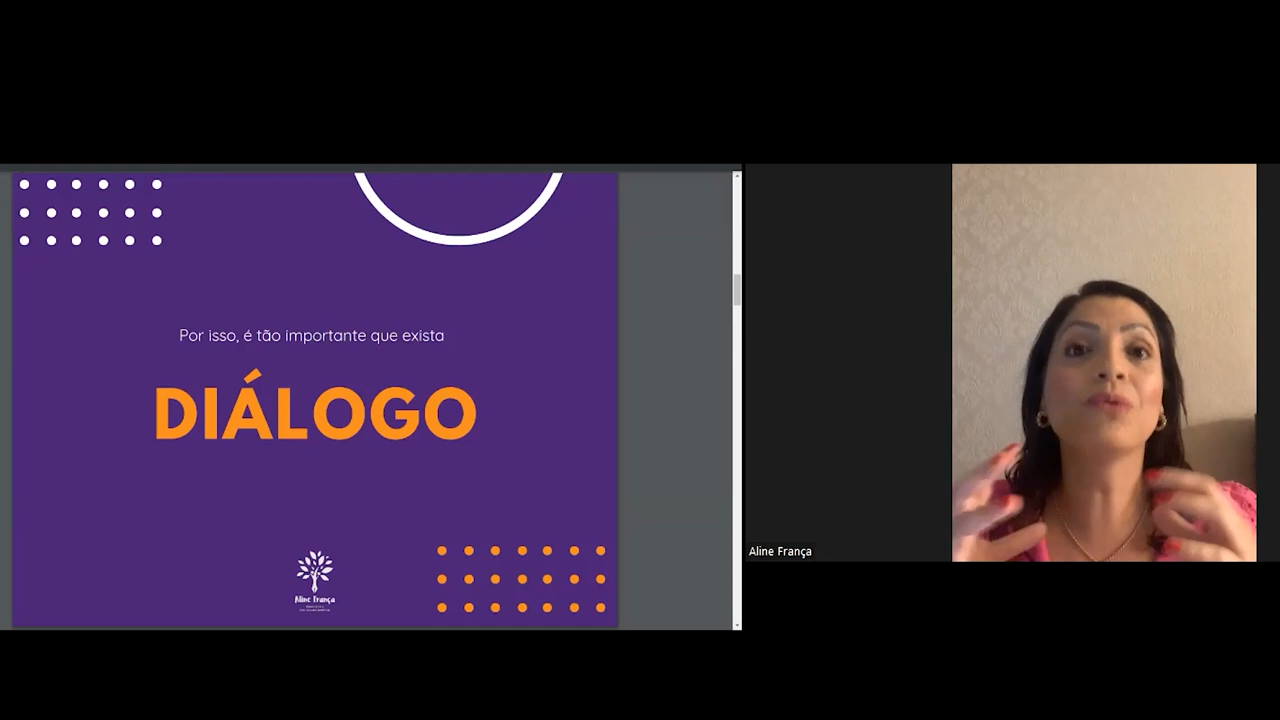 Por isso, é tão importante que exista
DIÁLOGO
Aline França
Aline França